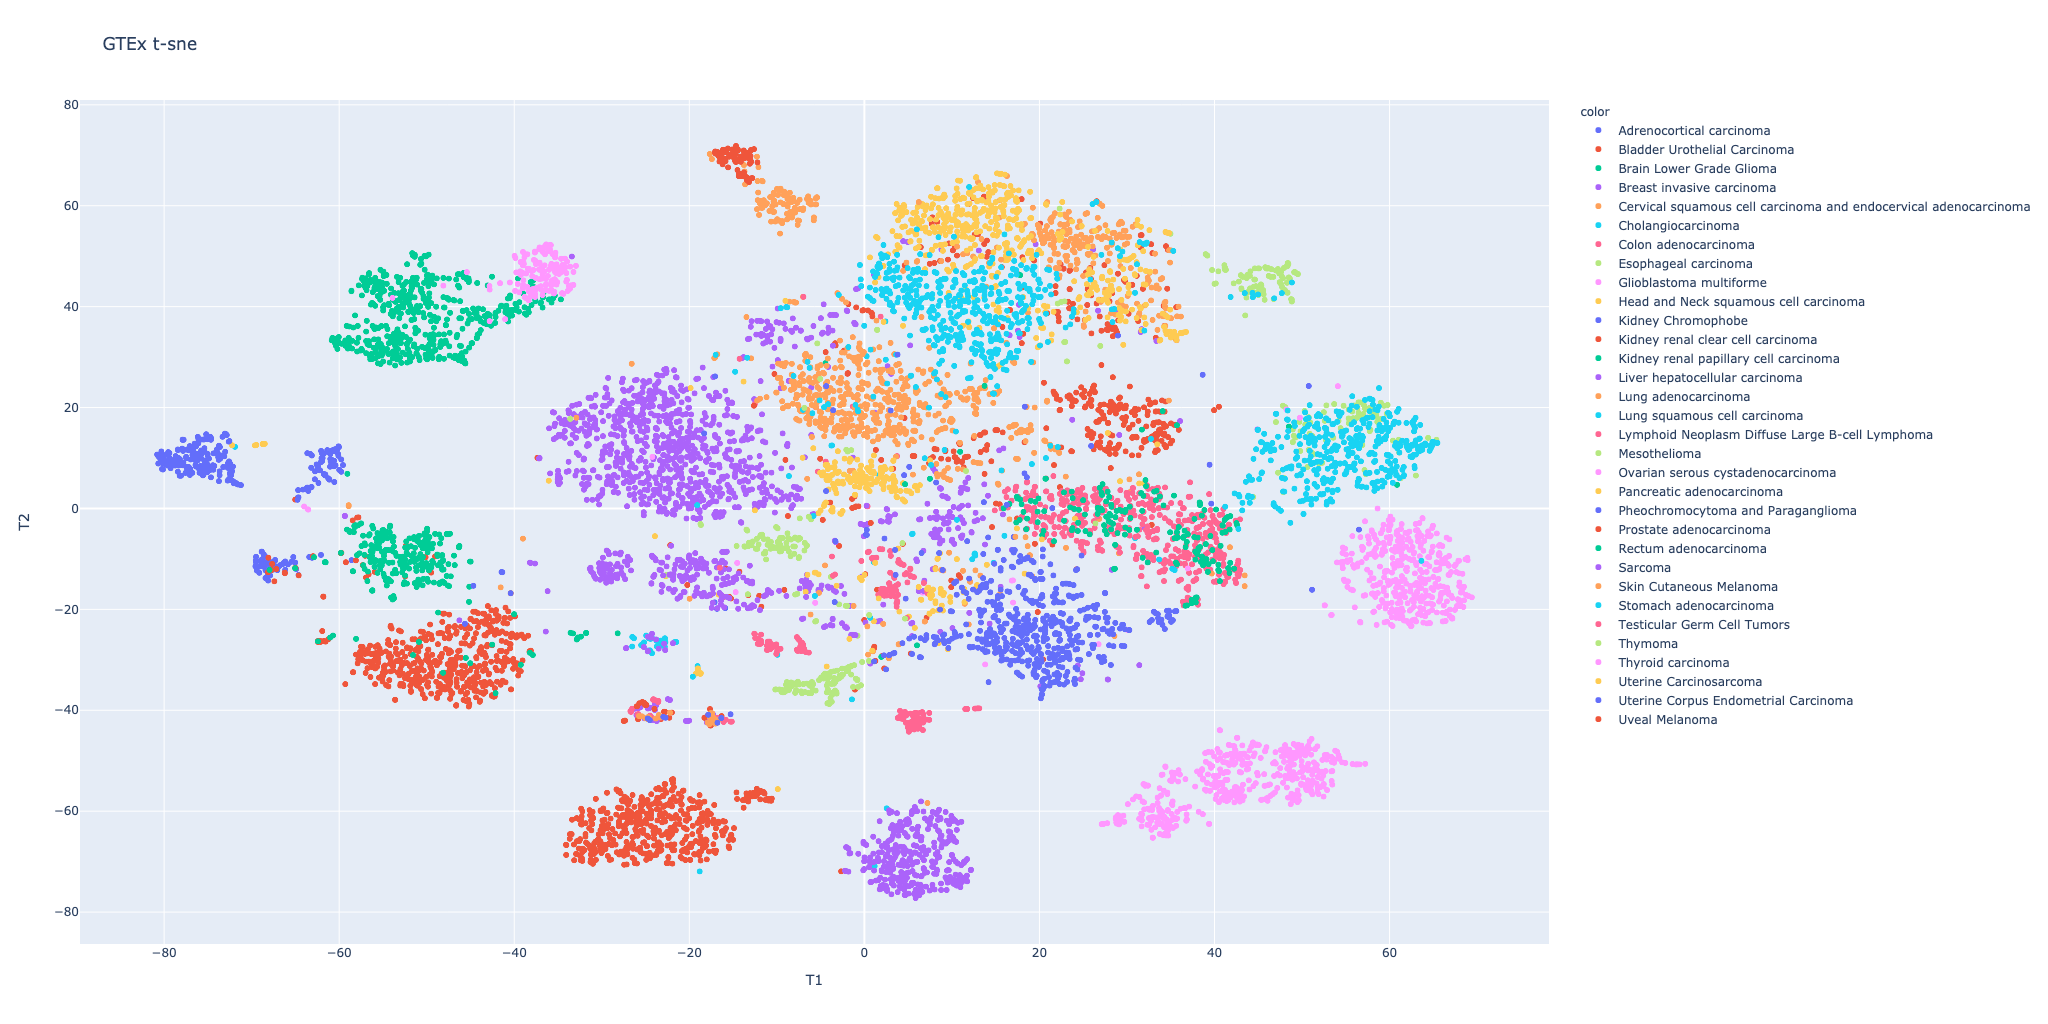 GTEx t-sne
80
60
40
20
0
−20
−40
−60
−80
T2
−80
−60
−40
−20
0
20
40
60
T1
color
Adrenocortical carcinoma
Bladder Urothelial Carcinoma
Brain Lower Grade Glioma
Breast invasive carcinoma
Cervical squamous cell carcinoma and endocervical adenocarcinoma
Cholangiocarcinoma
Colon adenocarcinoma
Esophageal carcinoma
Glioblastoma multiforme
Head and Neck squamous cell carcinoma
Kidney Chromophobe
Kidney renal clear cell carcinoma
Kidney renal papillary cell carcinoma
Liver hepatocellular carcinoma
Lung adenocarcinoma
Lung squamous cell carcinoma
Lymphoid Neoplasm Diffuse Large B-cell Lymphoma
Mesothelioma
Ovarian serous cystadenocarcinoma
Pancreatic adenocarcinoma
Pheochromocytoma and Paraganglioma
Prostate adenocarcinoma
Rectum adenocarcinoma
Sarcoma
Skin Cutaneous Melanoma
Stomach adenocarcinoma
Testicular Germ Cell Tumors
Thymoma
Thyroid carcinoma
Uterine Carcinosarcoma
Uterine Corpus Endometrial Carcinoma
Uveal Melanoma